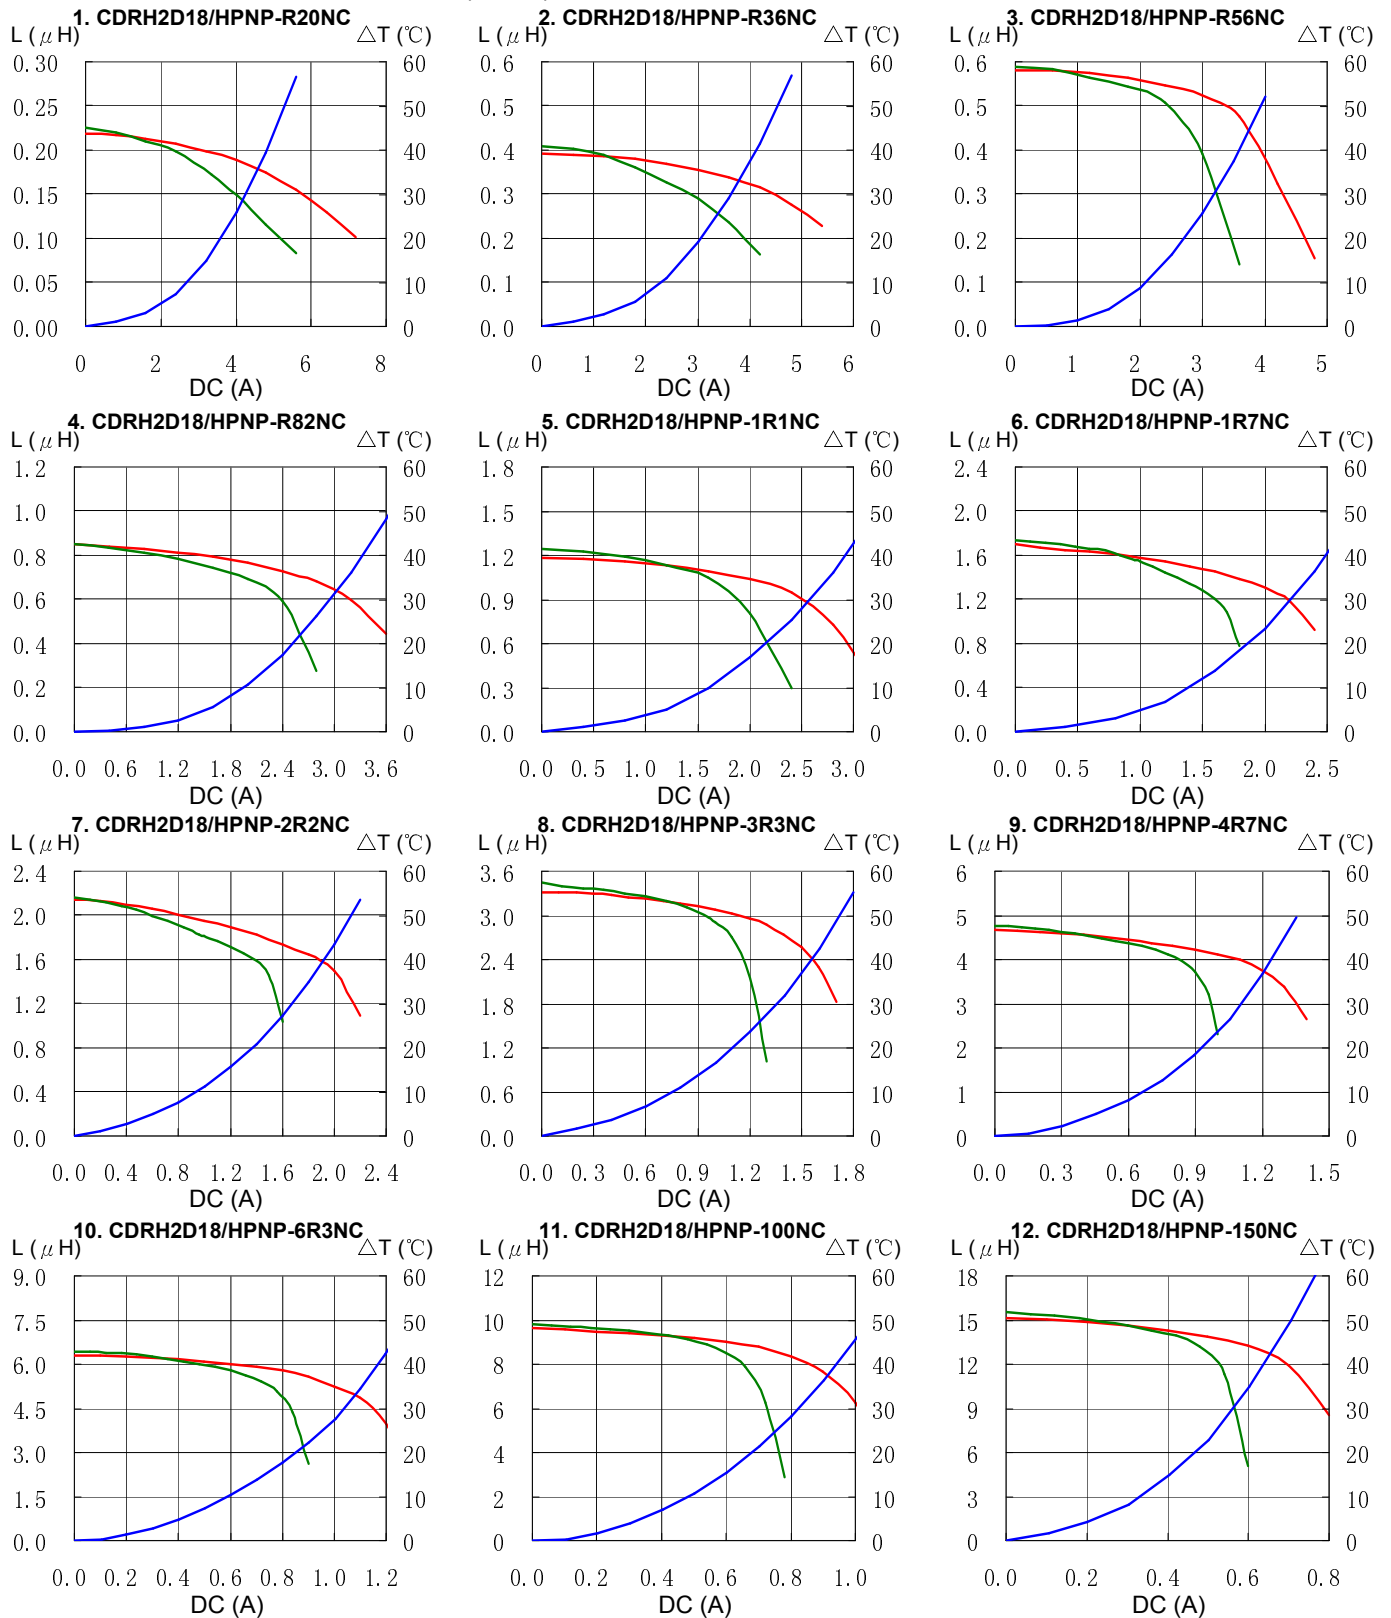 1. CDRH2D18/HPNP-R20NC
L (μH) △T (℃)
0.30 60
0.25 50
0.20 40
0.15 30
0.10 20
0.05 10
0.00 0
0 2 4 6 8
DC (A)
2. CDRH2D18/HPNP-R36NC
L (μH) △T (℃)
0.6 60
0.5 50
0.4 40
0.3 30
0.2 20
0.1 10
0.0 0
0 1 2 3 4 5 6
DC (A)
3. CDRH2D18/HPNP-R56NC
L (μH) △T (℃)
0.6 60
0.5 50
0.4 40
0.3 30
0.2 20
0.1 10
0.0 0
0 1 2 3 4 5
DC (A)
4. CDRH2D18/HPNP-R82NC
L (μH) △T (℃)
1.2 60
1.0 50
0.8 40
0.6 30
0.4 20
0.2 10
0.0 0
0.0 0.6 1.2 1.8 2.4 3.0 3.6
DC (A)
5. CDRH2D18/HPNP-1R1NC
L (μH) △T (℃)
1.8 60
1.5 50
1.2 40
0.9 30
0.6 20
0.3 10
0.0 0
0.0 0.5 1.0 1.5 2.0 2.5 3.0
DC (A)
6. CDRH2D18/HPNP-1R7NC
L (μH) △T (℃)
2.4 60
2.0 50
1.6 40
1.2 30
0.8 20
0.4 10
0.0 0
0.0 0.5 1.0 1.5 2.0 2.5
DC (A)
7. CDRH2D18/HPNP-2R2NC
L (μH) △T (℃)
2.4 60
2.0 50
1.6 40
1.2 30
0.8 20
0.4 10
0.0 0
0.0 0.4 0.8 1.2 1.6 2.0 2.4
DC (A)
8. CDRH2D18/HPNP-3R3NC
L (μH) △T (℃)
3.6 60
3.0 50
2.4 40
1.8 30
1.2 20
0.6 10
0.0 0
0.0 0.3 0.6 0.9 1.2 1.5 1.8
DC (A)
9. CDRH2D18/HPNP-4R7NC
L (μH) △T (℃)
6 60
5 50
4 40
3 30
2 20
1 10
0 0
0.0 0.3 0.6 0.9 1.2 1.5
DC (A)
10. CDRH2D18/HPNP-6R3NC
L (μH) △T (℃)
9.0 60
7.5 50
6.0 40
4.5 30
3.0 20
1.5 10
0.0 0
0.0 0.2 0.4 0.6 0.8 1.0 1.2
DC (A)
11. CDRH2D18/HPNP-100NC
L (μH) △T (℃)
12 60
10 50
8 40
6 30
4 20
2 10
0 0
0.0 0.2 0.4 0.6 0.8 1.0
DC (A)
12. CDRH2D18/HPNP-150NC
L (μH) △T (℃)
18 60
15 50
12 40
9 30
6 20
3 10
0 0
0.0 0.2 0.4 0.6 0.8
DC (A)